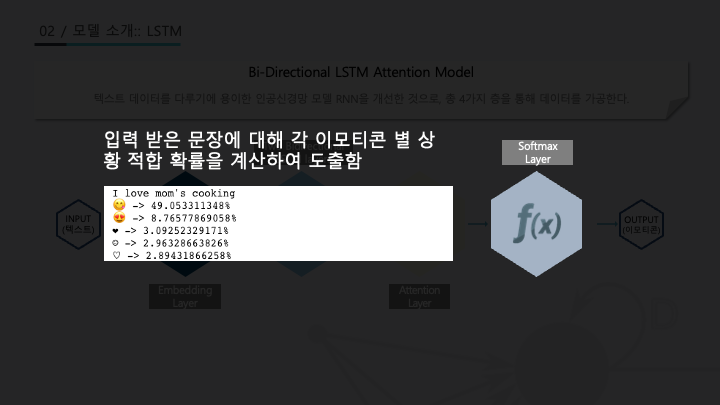 02 / 모델 소개:: LSTM
Bi-Directional LSTM Attention Model
텍스트 데이터를 다루기에 용이한 인공신경망 모델 RNN을 개선한 것으로, 총 4가지 층을 통해 데이터를 가공한다.
입력 받은 문장에 대해 각 이모티콘 별 상
황 적합 확률을 계산하여 도출함
Softmax
Layer
I love mom's cooking
😋 -> 49.053311348%
😍 -> 8.76577869058%
❤ -> 3.09252329171%
☺ -> 2.96328663826%
♡ -> 2.89431866258%
INPUT
(텍스트)
f(x)
OUTPUT
(이모티콘)
Embedding
Layer
Attention
Layer